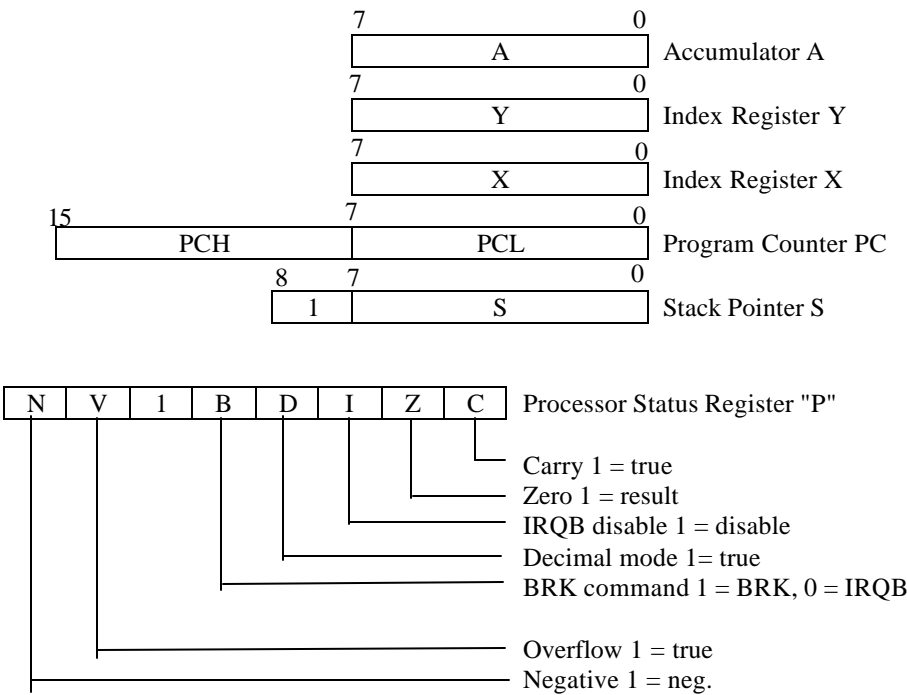 7 0
A Accumulator A
7 0
Y Index Register Y
7 0
X Index Register X
15 7 0
PCH PCL Program Counter PC
8 7 0
1 S Stack Pointer S
N V 1 B D I Z C Processor Status Register "P"
Carry 1 = true
Zero 1 = result
IRQB disable 1 = disable
Decimal mode 1= true
BRK command 1 = BRK, 0 = IRQB
Overflow 1 = true
Negative 1 = neg.